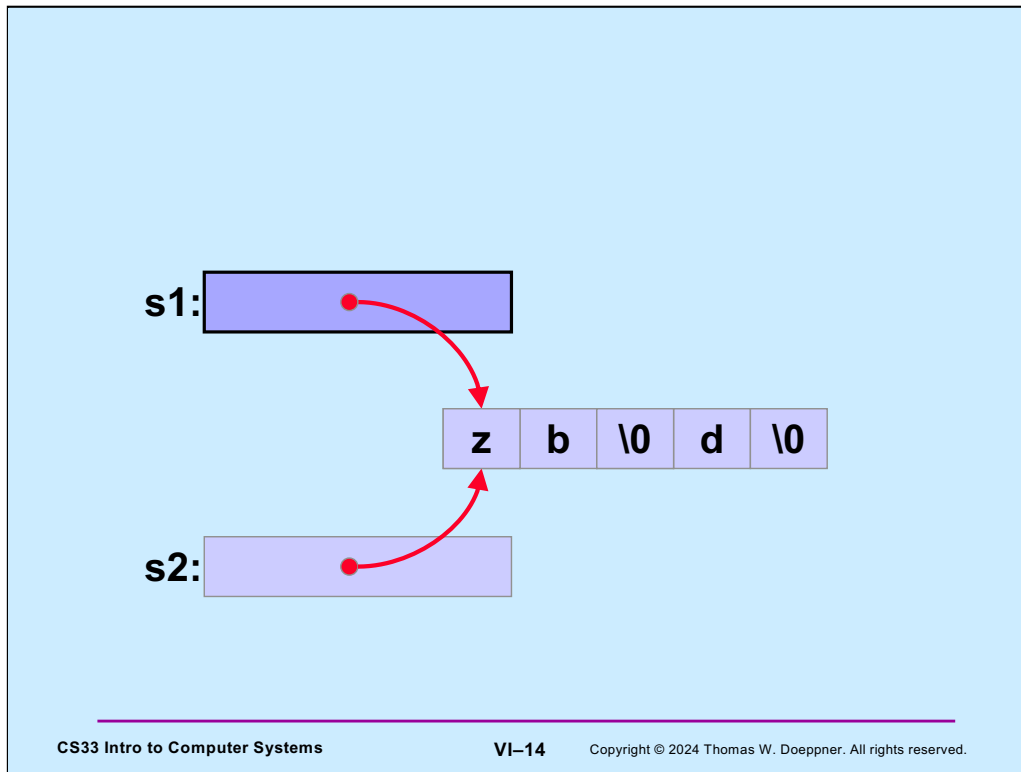 s1:
z b \0 d \0
s2:
CS33 Intro to Computer Systems VI–14 Copyright © 2024 Thomas W. Doeppner. All rights reserved.